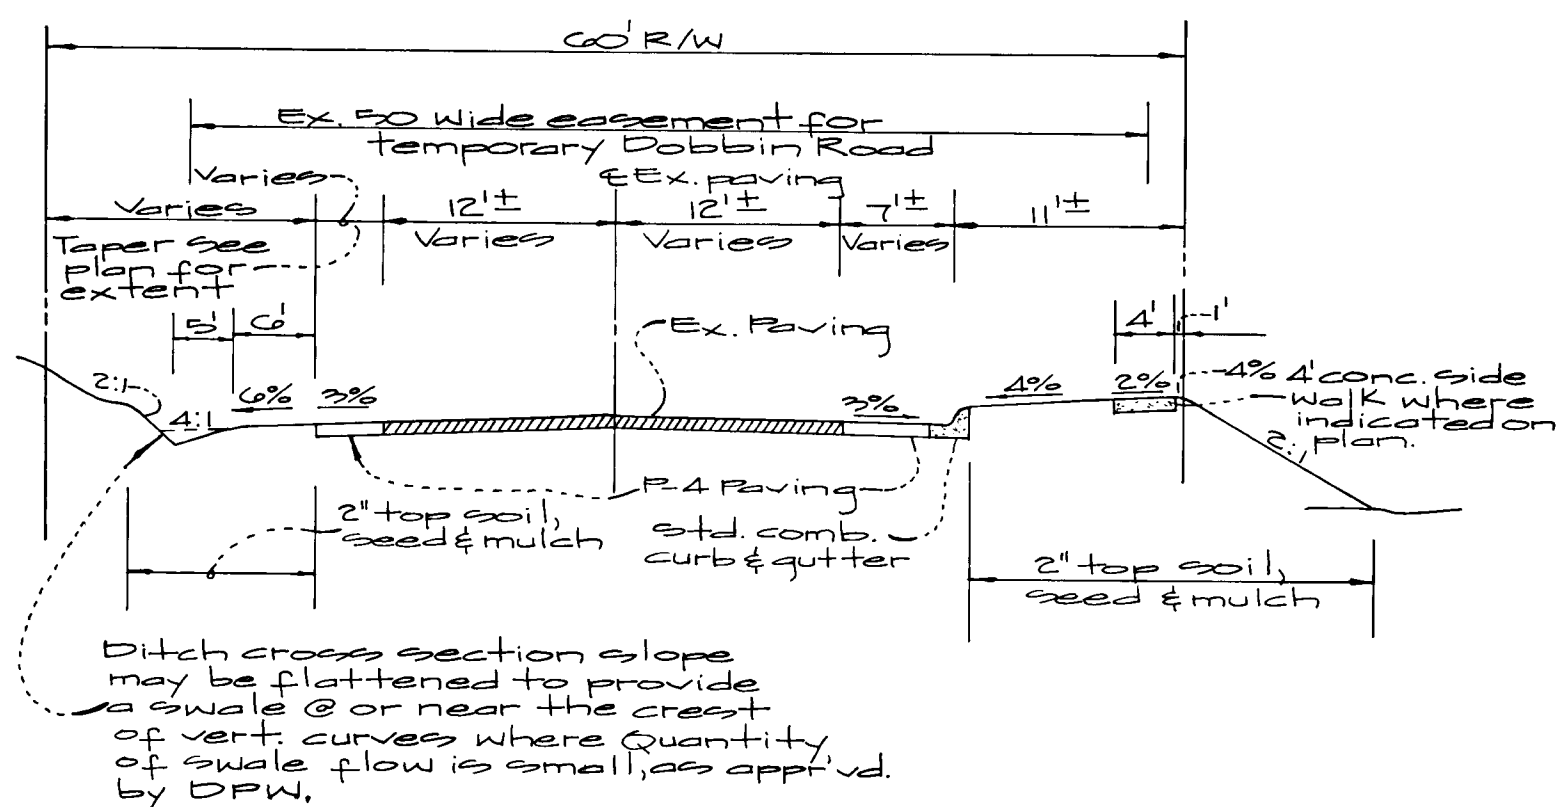 60' R/W
Ex. 50 wide easement for
temporary Dobbin Road
Varies
℄ Ex. paving
Varies
12'±
12'±
7'±
11'±
Varies
Varies
Varies
Taper see
plan for
extent
5'
6'
Ex. Paving
4'
1'
2:1
4:1
6%
3%
3%
4%
2%
4%
4' conc. side
walk where
indicated on
plan.
2:1
P-4 Paving
2" top soil,
seed & mulch
std. comb.
curb & gutter
2" top soil,
seed & mulch
Ditch cross section slope
may be flattened to provide
a swale @ or near the crest
of vert. curves where Quantity
of swale flow is small, as appr'vd.
by DPW.